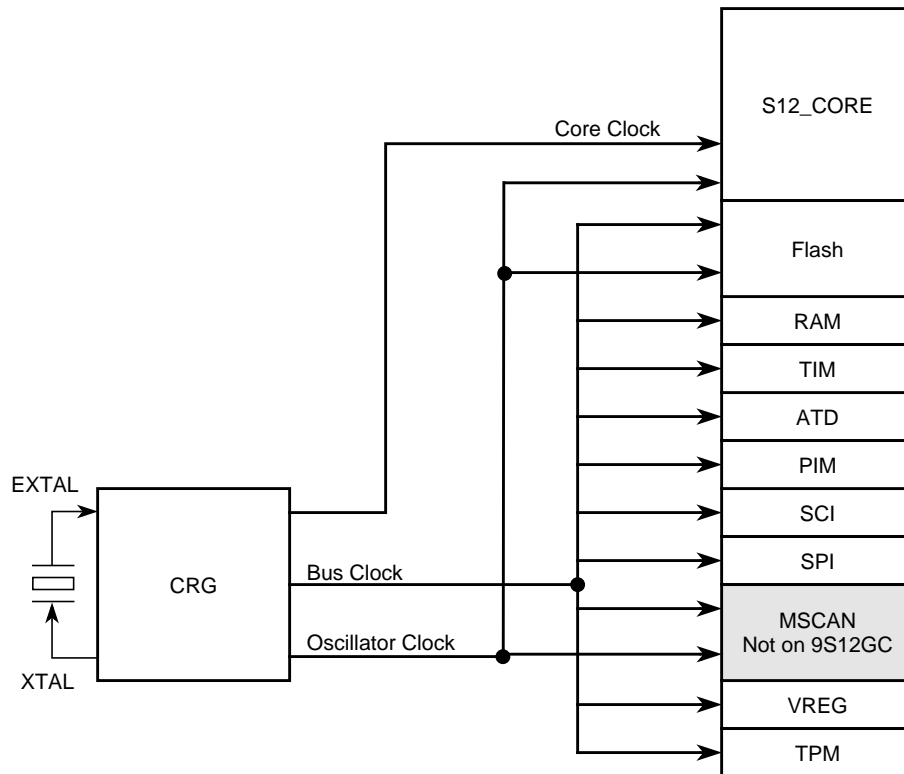 S12_CORE
Core Clock
Flash
RAM
TIM
ATD
PIM
EXTAL
SCI
SPI
CRG
Bus Clock
MSCAN
Not on 9S12GC
Oscillator Clock
XTAL
VREG
TPM